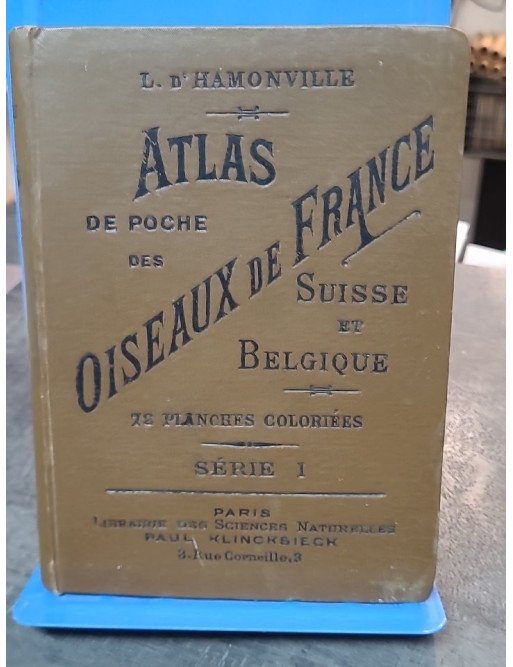 L. D'HAMONVILLE
ATLAS
DE POCHE
DES
OISEAUX DE FRANCE
SUISSE
ET
BELGIQUE
72 PLANCHES COLORIÉES
SÉRIE I
PARIS
LIBRAIRIE DES SCIENCES NATURELLES
PAUL KLINCKSIECK
3, Rue Corneille, 3